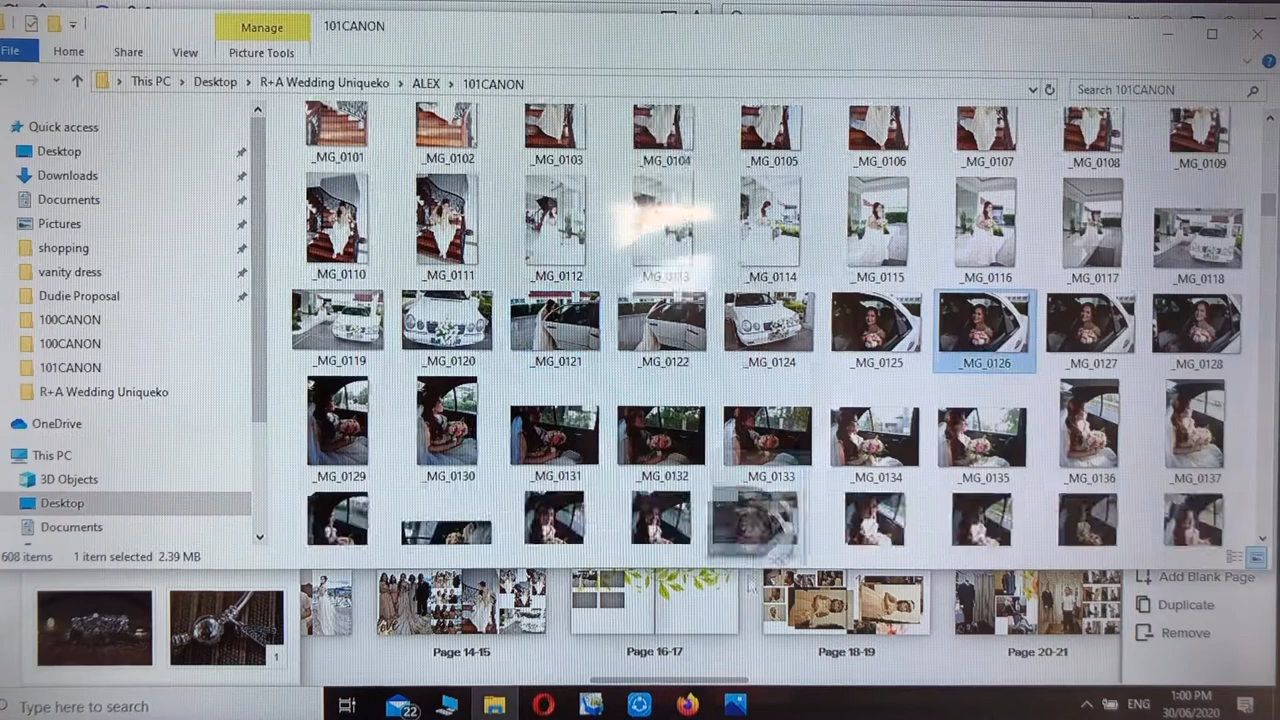 Manage
101CANON
File
Home
Share
View
Picture Tools
This PC
Desktop
R+A Wedding Uniqueko
ALEX
101CANON
Search 101CANON
Quick access
Desktop
Downloads
Documents
Pictures
shopping
vanity dress
Dudie Proposal
100CANON
100CANON
101CANON
R+A Wedding Uniqueko
OneDrive
This PC
3D Objects
Desktop
Documents
_MG_0101 _MG_0102 _MG_0103 _MG_0104 _MG_0105 _MG_0106 _MG_0107 _MG_0108 _MG_0109
_MG_0110 _MG_0111 _MG_0112 _MG_0113 _MG_0114 _MG_0115 _MG_0116 _MG_0117 _MG_0118
_MG_0119 _MG_0120 _MG_0121 _MG_0122 _MG_0124 _MG_0125 _MG_0126 _MG_0127 _MG_0128
_MG_0129 _MG_0130 _MG_0131 _MG_0132 _MG_0133 _MG_0134 _MG_0135 _MG_0136 _MG_0137
608 items 1 item selected 2.39 MB
Add Blank Page
Duplicate
Remove
1
Page 14-15 Page 16-17 Page 18-19 Page 20-21
Type here to search
22
ENG
1:00 PM
30/06/2020